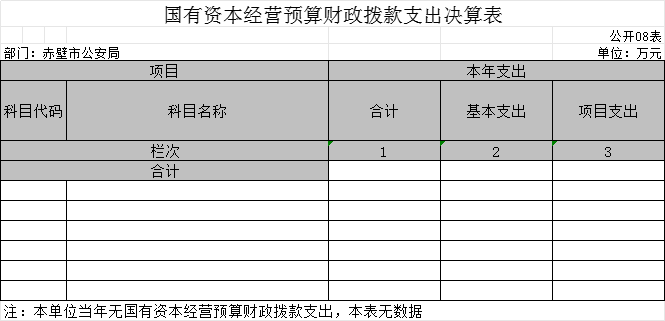 国有资本经营预算财政拨款支出决算表
公开08表
部门：赤壁市公安局 单位：万元
项目 本年支出
科目代码 科目名称 合计 基本支出 项目支出
栏次 1 2 3
合计
注：本单位当年无国有资本经营预算财政拨款支出，本表无数据